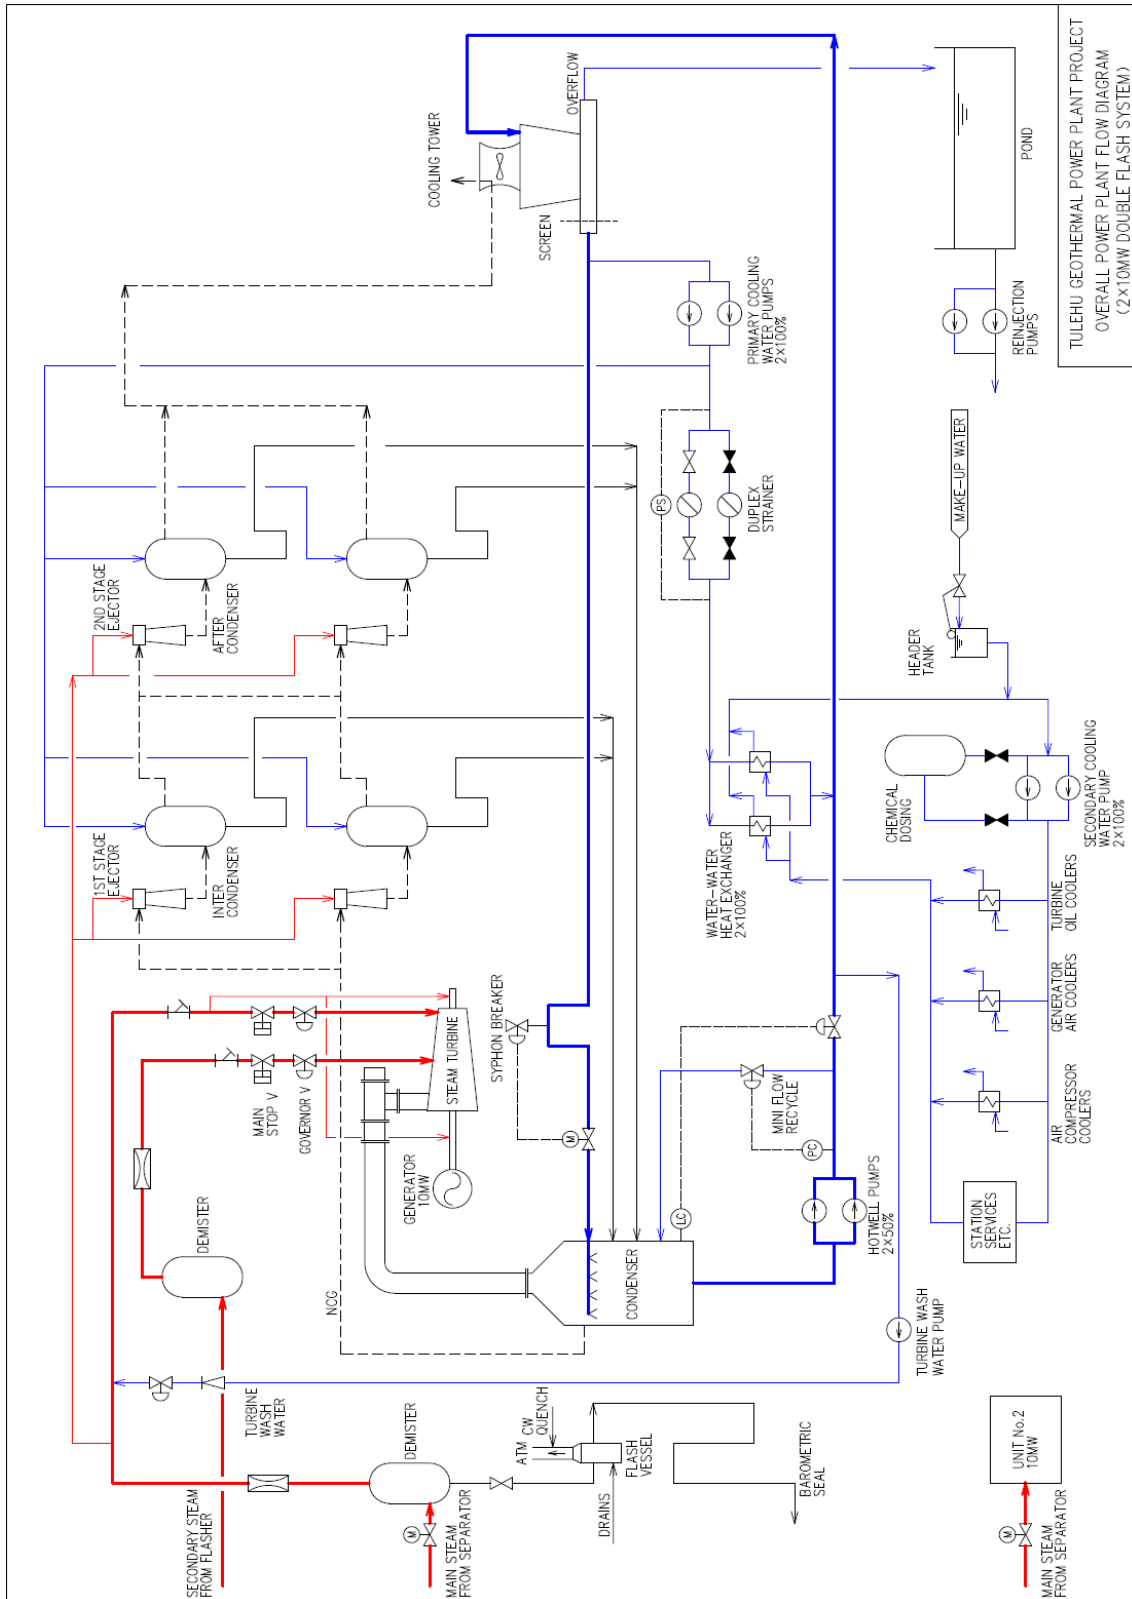 TULEHU GEOTHERMAL POWER PLANT PROJECT
OVERALL POWER PLANT FLOW DIAGRAM
(2×10MW DOUBLE FLASH SYSTEM)
SECONDARY STEAM
FROM FLASHER
MAIN STEAM
FROM SEPARATOR
M
DEMISTER
TURBINE
WASH
WATER
DEMISTER
NCG
MAIN
STOP V
GOVERNOR V
GENERATOR
10MW
STEAM TURBINE
1ST STAGE
EJECTOR
INTER
CONDENSER
2ND STAGE
EJECTOR
AFTER
CONDENSER
COOLING TOWER
SCREEN
OVERFLOW
ATM
CW
QUENCH
DRAINS
FLASH
VESSEL
BAROMETRIC
SEAL
CONDENSER
SYPHON BREAKER
M
LC
PC
MINI FLOW
RECYCLE
HOTWELL PUMPS
2×50%
TURBINE WASH
WATER PUMP
WATER-WATER
HEAT EXCHANGER
2×100%
PS
DUPLEX
STRAINER
PRIMARY COOLING
WATER PUMPS
2×100%
POND
REINJECTION
PUMPS
MAKE-UP WATER
HEADER
TANK
CHEMICAL
DOSING
SECONDARY COOLING
WATER PUMP
2×100%
TURBINE
OIL COOLERS
GENERATOR
AIR COOLERS
AIR
COMPRESSOR
COOLERS
STATION
SERVICES
ETC.
MAIN STEAM
FROM SEPARATOR
M
UNIT No.2
10MW